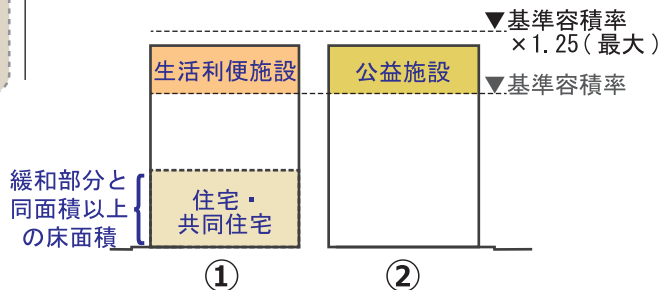 ▼基準容積率
×1.25(最大)
生活利便施設
公益施設
▼基準容積率
緩和部分と
同面積以上
の床面積
住宅・
共同住宅
①
②